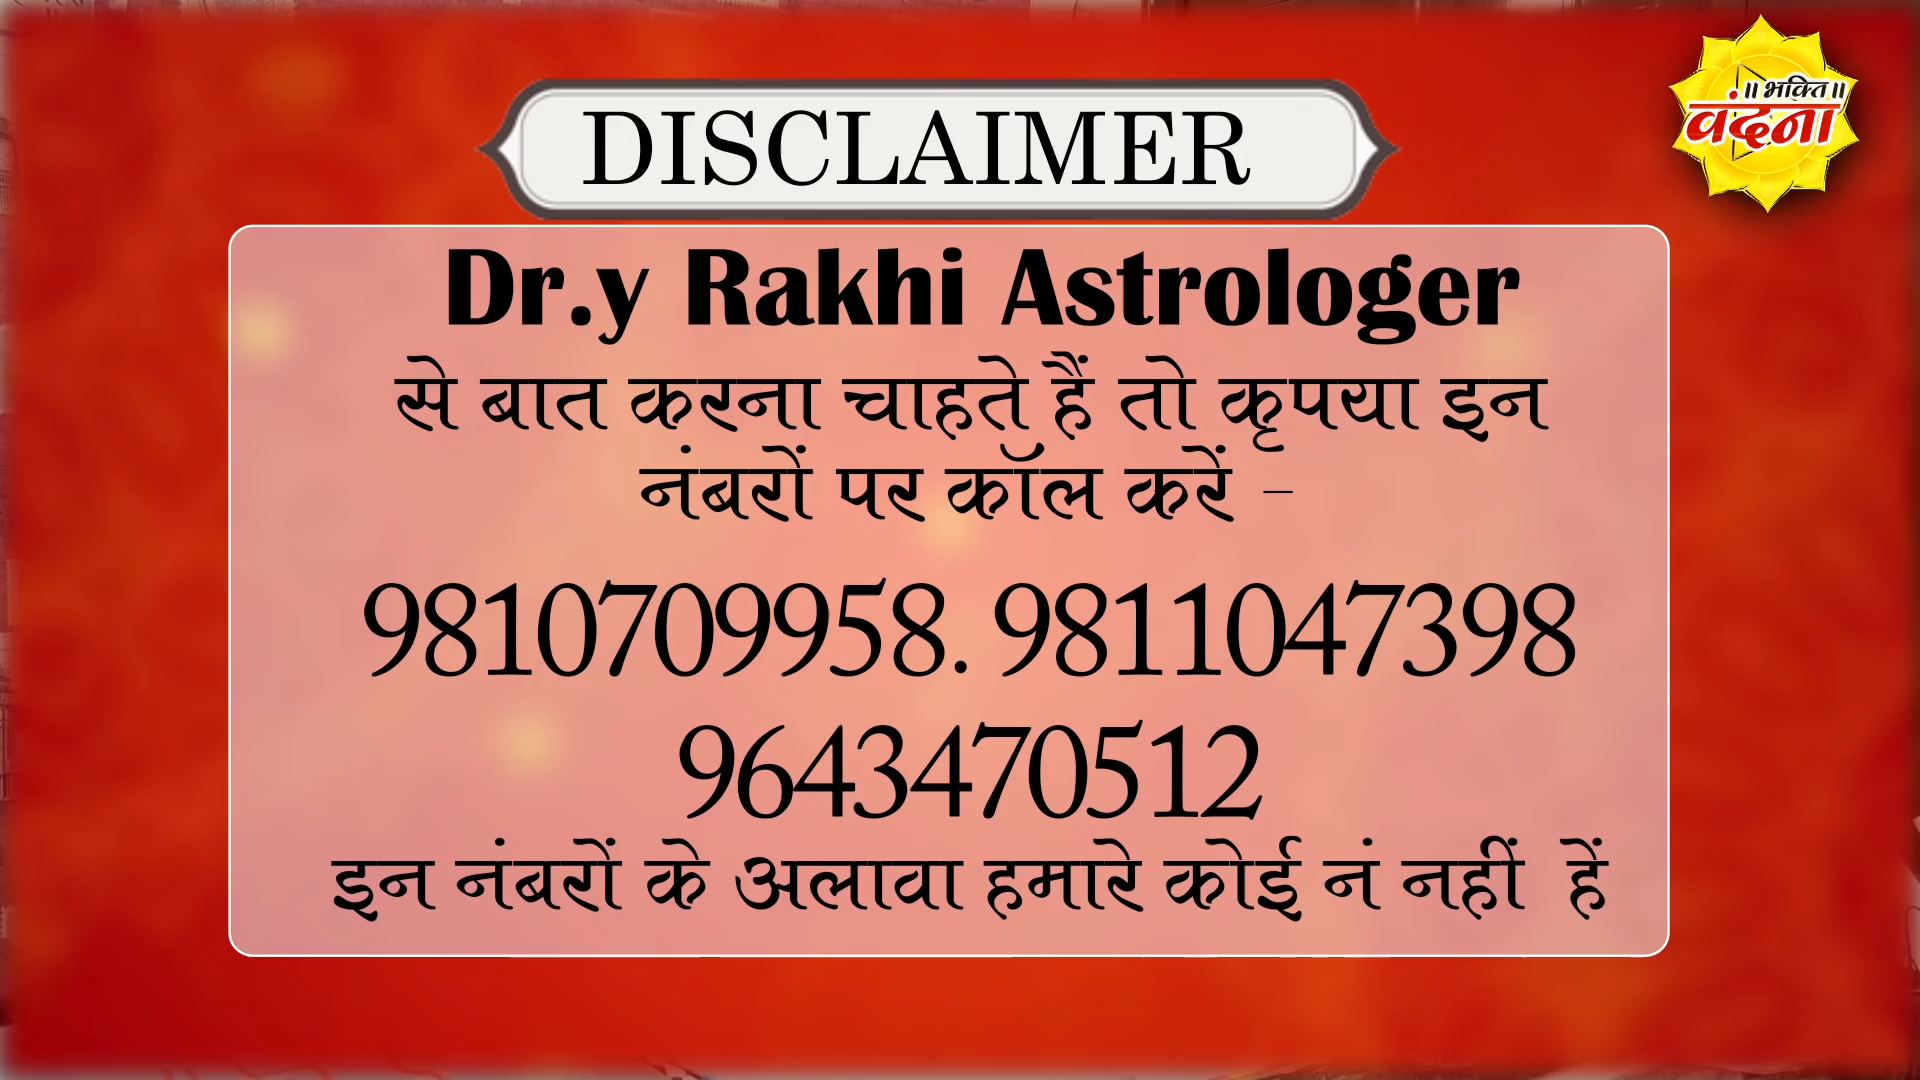 DISCLAIMER
॥ भक्ति ॥
वंदना
Dr.y Rakhi Astrologer
से बात करना चाहते हैं तो कृपया इन
नंबरों पर कॉल करें -
9810709958. 9811047398
9643470512
इन नंबरों के अलावा हमारे कोई नं नहीं हें